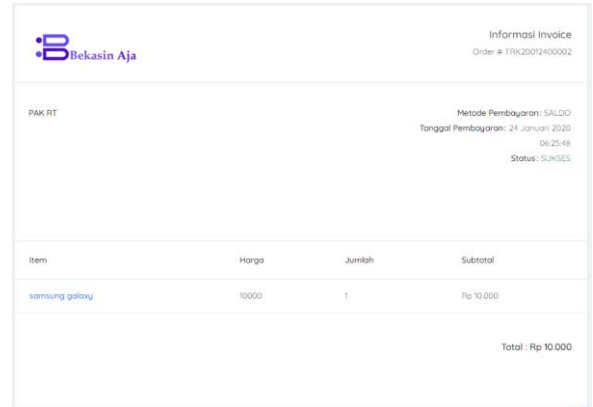 Bekasin Aja
Informasi Invoice
Order # TRK20012400002
PAK RT
Metode Pembayaran: SALDO
Tanggal Pembayaran: 24 Januari 2020
06:25:48
Status: SUKSES
Item Harga Jumlah Subtotal
samsung galaxy 10000 1 Rp 10.000
Total : Rp 10.000